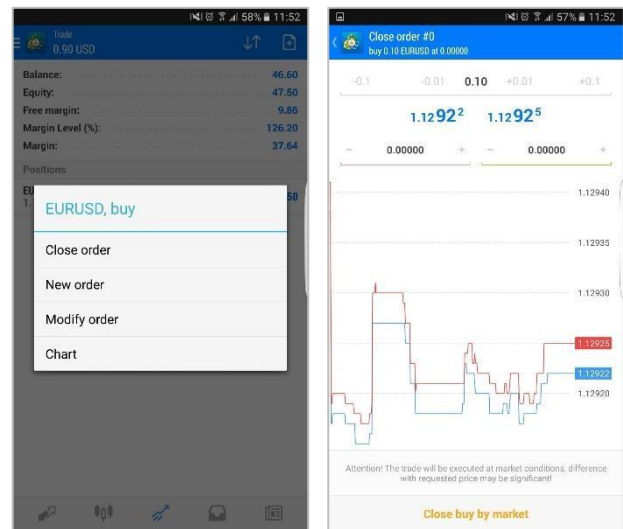 58% 11:52
Trade
0.90 USD
Balance: 46.60
Equity: 47.50
Free margin: 9.86
Margin Level (%): 126.20
Margin: 37.64
Positions
EURUSD, buy
Close order
New order
Modify order
Chart
57% 11:52
Close order #0
buy 0.10 EURUSD at 0.00000
-0.1 -0.01 0.10 +0.01 +0.1
1.12922 1.12925
− 0.00000 + − 0.00000 +
1.12940
1.12935
1.12930
1.12925
1.12922
1.12920
Attention! The trade will be executed at market conditions, difference
with requested price may be significant!
Close buy by market